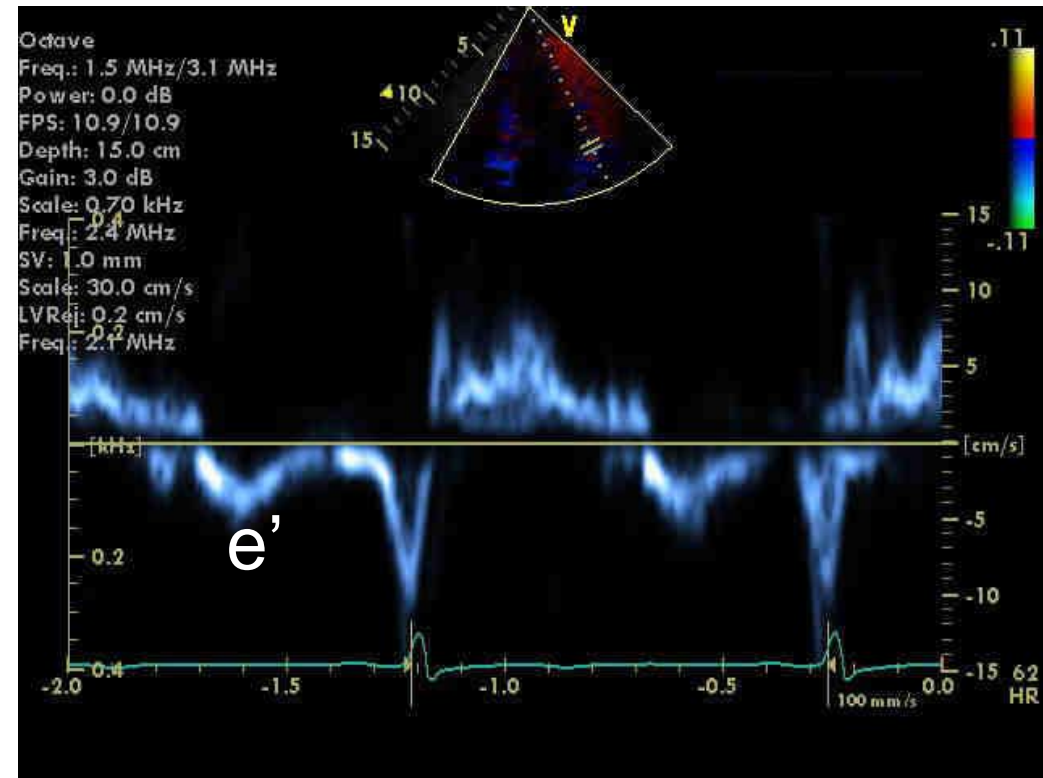 V
Octave
Freq.: 1.5 MHz/3.1 MHz
Power: 0.0 dB
FPS: 10.9/10.9
Depth: 15.0 cm
Gain: 3.0 dB
Scale: 0.70 kHz
Freq.: 2.4 MHz
SV: 1.0 mm
Scale: 30.0 cm/s
LVRej: 0.2 cm/s
Freq.: 2.1 MHz
5
10
15
.11
-.11
0.4
0.2
[kHz]
0.2
0.4
15
10
5
[cm/s]
-5
-10
-15
e’
-2.0 -1.5 -1.0 -0.5 0.0
100 mm/s
62
HR